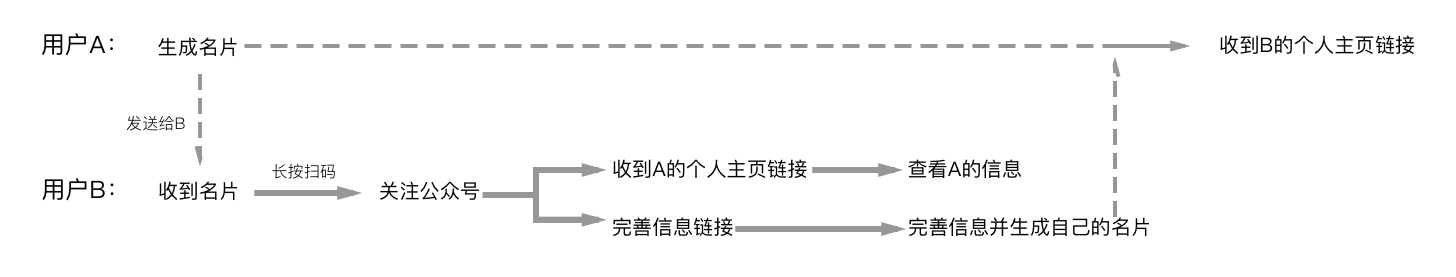 用户A： 生成名片 收到B的个人主页链接
发送给B
长按扫码
收到A的个人主页链接 查看A的信息
用户B： 收到名片 关注公众号
完善信息链接 完善信息并生成自己的名片